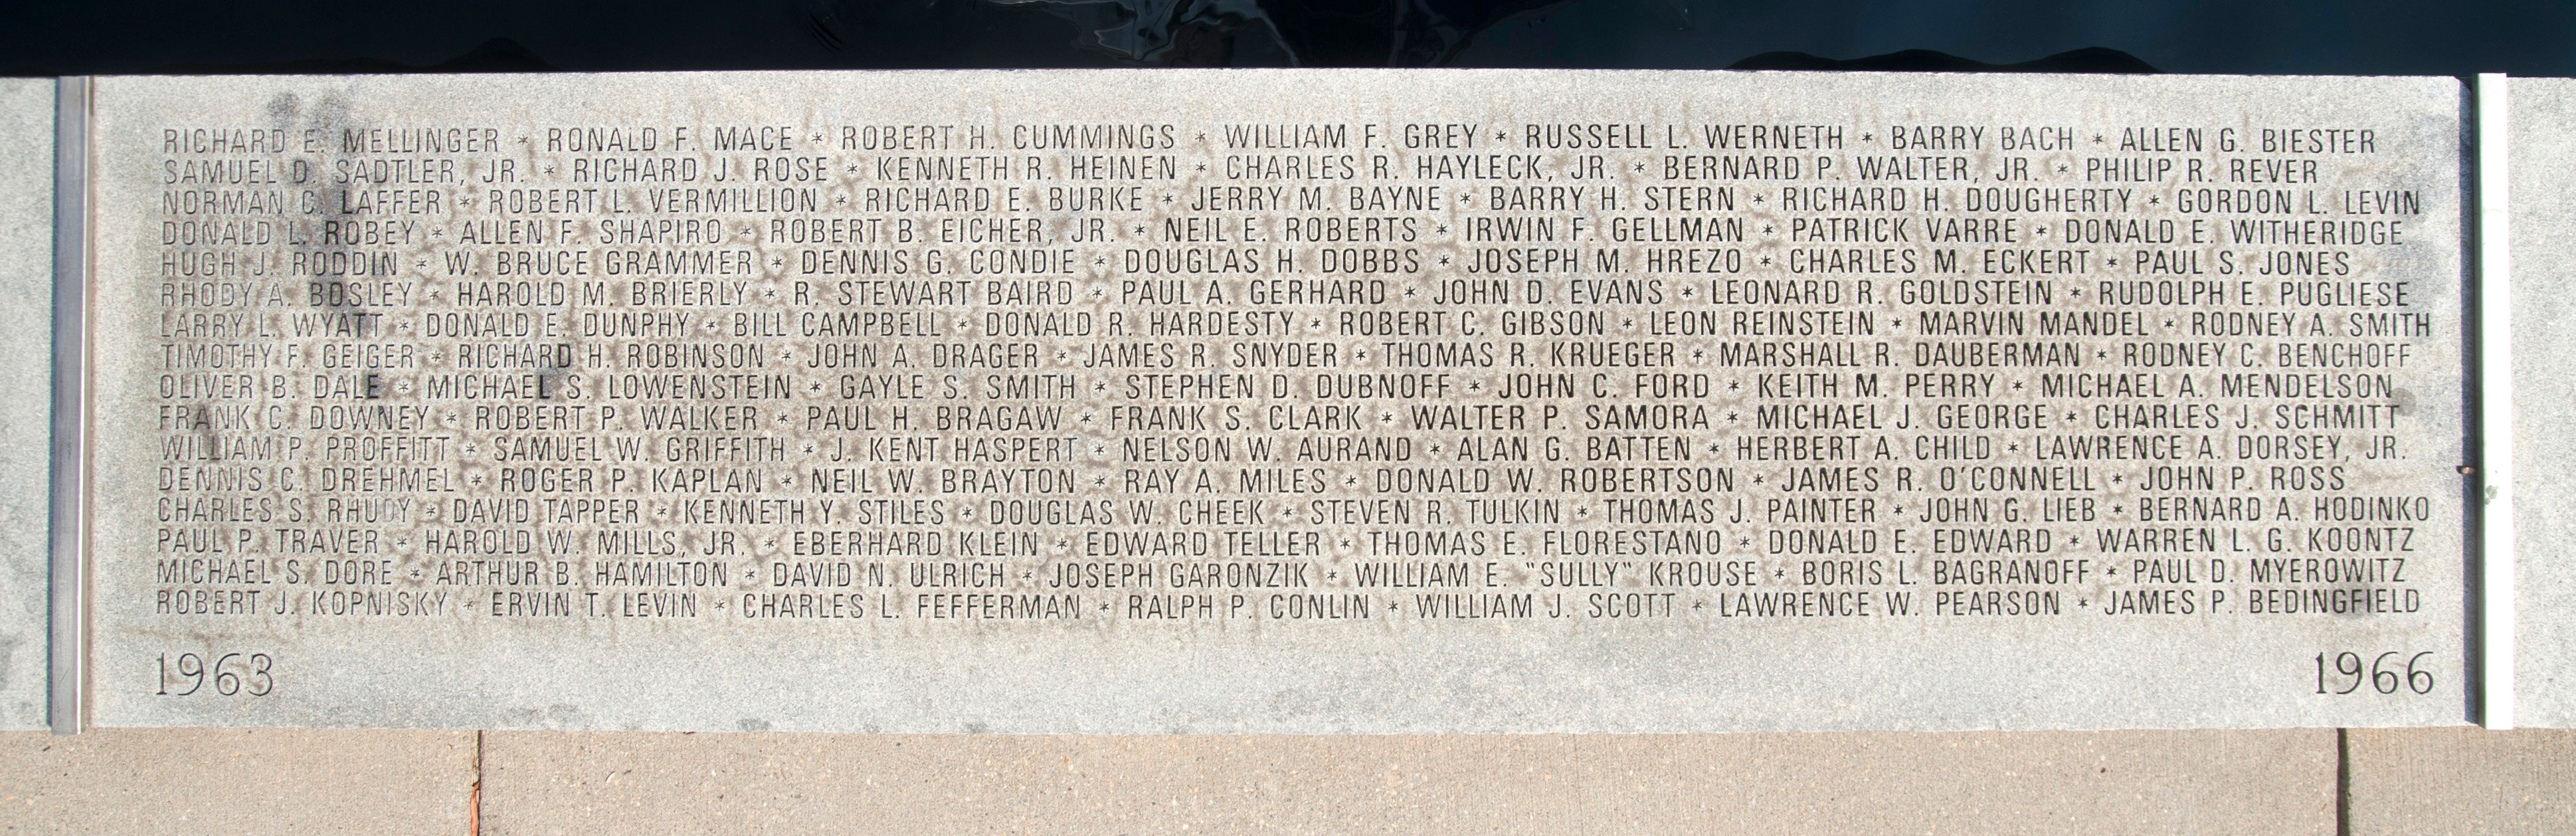 RICHARD E. MELLINGER * RONALD F. MACE * ROBERT H. CUMMINGS * WILLIAM F. GREY * RUSSELL L. WERNETH * BARRY BACH * ALLEN G. BIESTER
SAMUEL D. SADTLER, JR. * RICHARD J. ROSE * KENNETH R. HEINEN * CHARLES R. HAYLECK, JR. * BERNARD P. WALTER, JR. * PHILIP R. REVER
NORMAN C. LAFFER * ROBERT L. VERMILLION * RICHARD E. BURKE * JERRY M. BAYNE * BARRY H. STERN * RICHARD H. DOUGHERTY * GORDON L. LEVIN
DONALD L. ROBEY * ALLEN F. SHAPIRO * ROBERT B. EICHER, JR. * NEIL E. ROBERTS * IRWIN F. GELLMAN * PATRICK VARRE * DONALD E. WITHERIDGE
HUGH J. RODDIN * W. BRUCE GRAMMER * DENNIS G. CONDIE * DOUGLAS H. DOBBS * JOSEPH M. HREZO * CHARLES M. ECKERT * PAUL S. JONES
RHODY A. BOSLEY * HAROLD M. BRIERLY * R. STEWART BAIRD * PAUL A. GERHARD * JOHN D. EVANS * LEONARD R. GOLDSTEIN * RUDOLPH E. PUGLIESE
LARRY L. WYATT * DONALD E. DUNPHY * BILL CAMPBELL * DONALD R. HARDESTY * ROBERT C. GIBSON * LEON REINSTEIN * MARVIN MANDEL * RODNEY A. SMITH
TIMOTHY F. GEIGER * RICHARD H. ROBINSON * JOHN A. DRAGER * JAMES R. SNYDER * THOMAS R. KRUEGER * MARSHALL R. DAUBERMAN * RODNEY C. BENCHOFF
OLIVER B. DALE * MICHAEL S. LOWENSTEIN * GAYLE S. SMITH * STEPHEN D. DUBNOFF * JOHN C. FORD * KEITH M. PERRY * MICHAEL A. MENDELSON
FRANK C. DOWNEY * ROBERT P. WALKER * PAUL H. BRAGAW * FRANK S. CLARK * WALTER P. SAMORA * MICHAEL J. GEORGE * CHARLES J. SCHMITT
WILLIAM P. PROFFITT * SAMUEL W. GRIFFITH * J. KENT HASPERT * NELSON W. AURAND * ALAN G. BATTEN * HERBERT A. CHILD * LAWRENCE A. DORSEY, JR.
DENNIS C. DREHMEL * ROGER P. KAPLAN * NEIL W. BRAYTON * RAY A. MILES * DONALD W. ROBERTSON * JAMES R. O'CONNELL * JOHN P. ROSS
CHARLES S. RHUDY * DAVID TAPPER * KENNETH Y. STILES * DOUGLAS W. CHEEK * STEVEN R. TULKIN * THOMAS J. PAINTER * JOHN G. LIEB * BERNARD A. HODINKO
PAUL P. TRAVER * HAROLD W. MILLS, JR. * EBERHARD KLEIN * EDWARD TELLER * THOMAS E. FLORESTANO * DONALD E. EDWARD * WARREN L. G. KOONTZ
MICHAEL S. DORE * ARTHUR B. HAMILTON * DAVID N. ULRICH * JOSEPH GARONZIK * WILLIAM E. "SULLY" KROUSE * BORIS L. BAGRANOFF * PAUL D. MYEROWITZ
ROBERT J. KOPNISKY * ERVIN T. LEVIN * CHARLES L. FEFFERMAN * RALPH P. CONLIN * WILLIAM J. SCOTT * LAWRENCE W. PEARSON * JAMES P. BEDINGFIELD
1963 1966